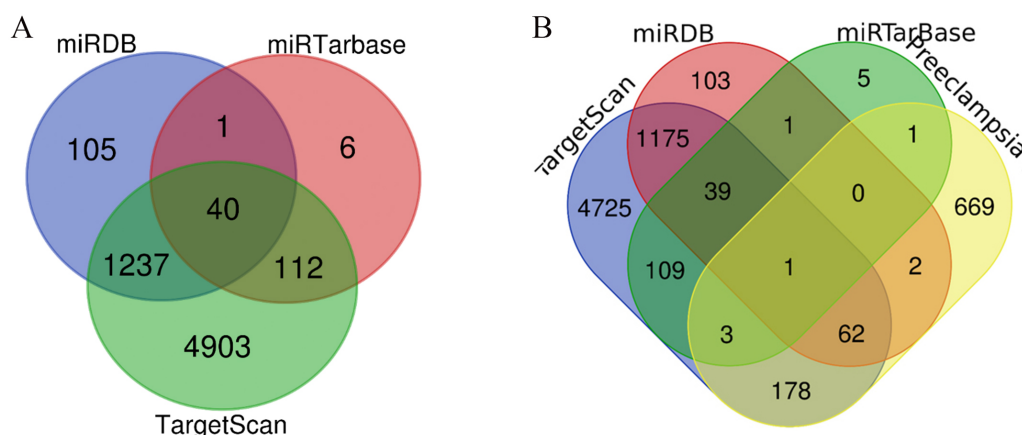 A
miRDB
miRTarbase
105
1
6
40
1237
112
4903
TargetScan
B
miRDB
miRTarBase
TargetScan
Preeclampsia
103
5
1175
1
1
4725
39
0
669
109
1
2
3
62
178